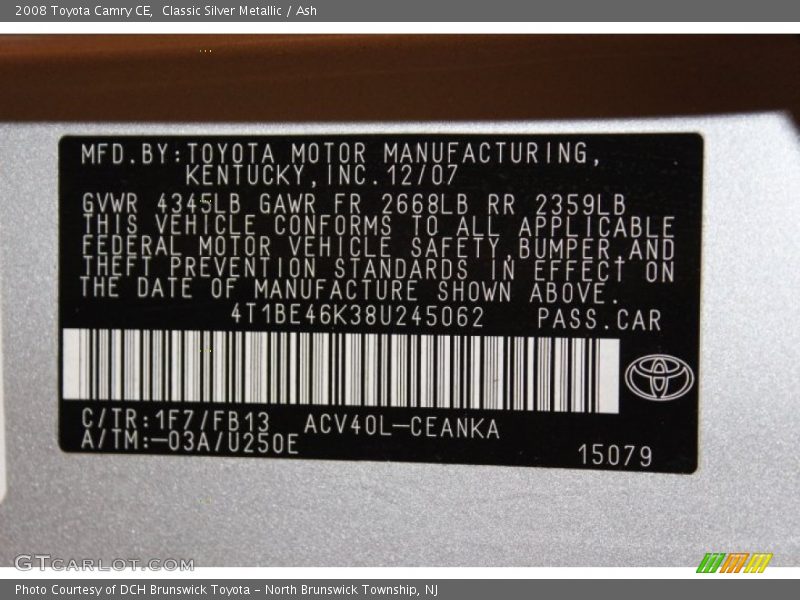 2008 Toyota Camry CE, Classic Silver Metallic / Ash
MFD.BY:TOYOTA MOTOR MANUFACTURING,
KENTUCKY,INC.12/07
GVWR 4345LB GAWR FR 2668LB RR 2359LB
THIS VEHICLE CONFORMS TO ALL APPLICABLE
FEDERAL MOTOR VEHICLE SAFETY,BUMPER,AND
THEFT PREVENTION STANDARDS IN EFFECT ON
THE DATE OF MANUFACTURE SHOWN ABOVE.
4T1BE46K38U245062 PASS.CAR
C/TR:1F7/FB13 ACV40L-CEANKA
A/TM:-03A/U250E
15079
GTcarlot.com
Photo Courtesy of DCH Brunswick Toyota - North Brunswick Township, NJ